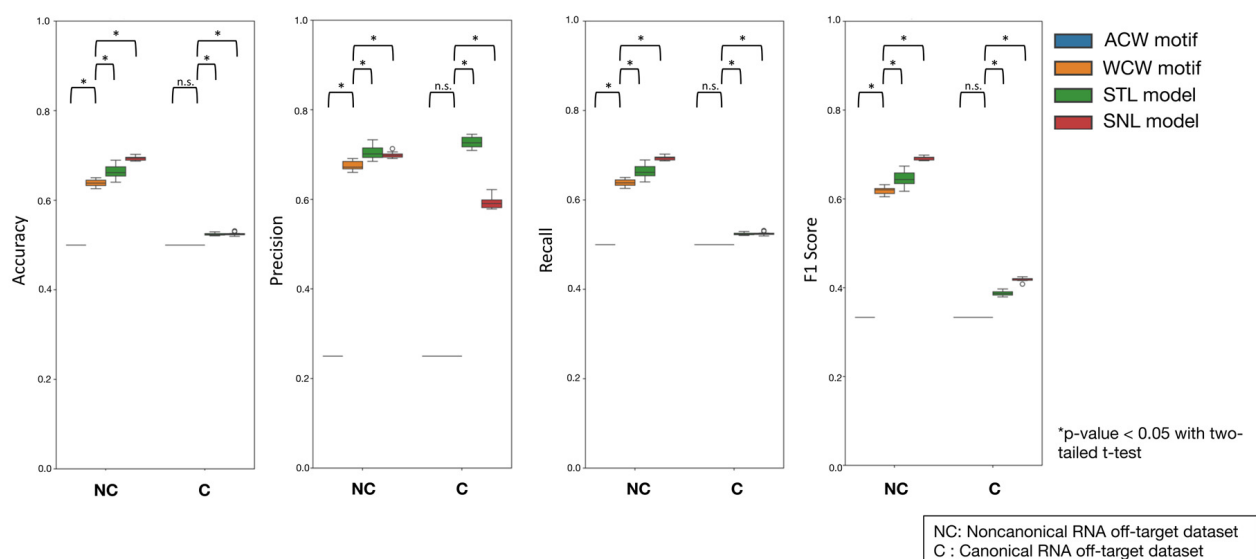 1.0
0.8
0.6
0.4
0.2
0.0
Accuracy
*
*
*
n.s.
*
*
NC
C
1.0
0.8
0.6
0.4
0.2
0.0
Precision
*
*
*
n.s.
*
*
NC
C
1.0
0.8
0.6
0.4
0.2
0.0
Recall
*
*
*
n.s.
*
*
NC
C
1.0
0.8
0.6
0.4
0.2
0.0
F1 Score
*
*
*
n.s.
*
*
NC
C
ACW motif
WCW motif
STL model
SNL model
*p-value < 0.05 with two-
tailed t-test
NC: Noncanonical RNA off-target dataset
C : Canonical RNA off-target dataset